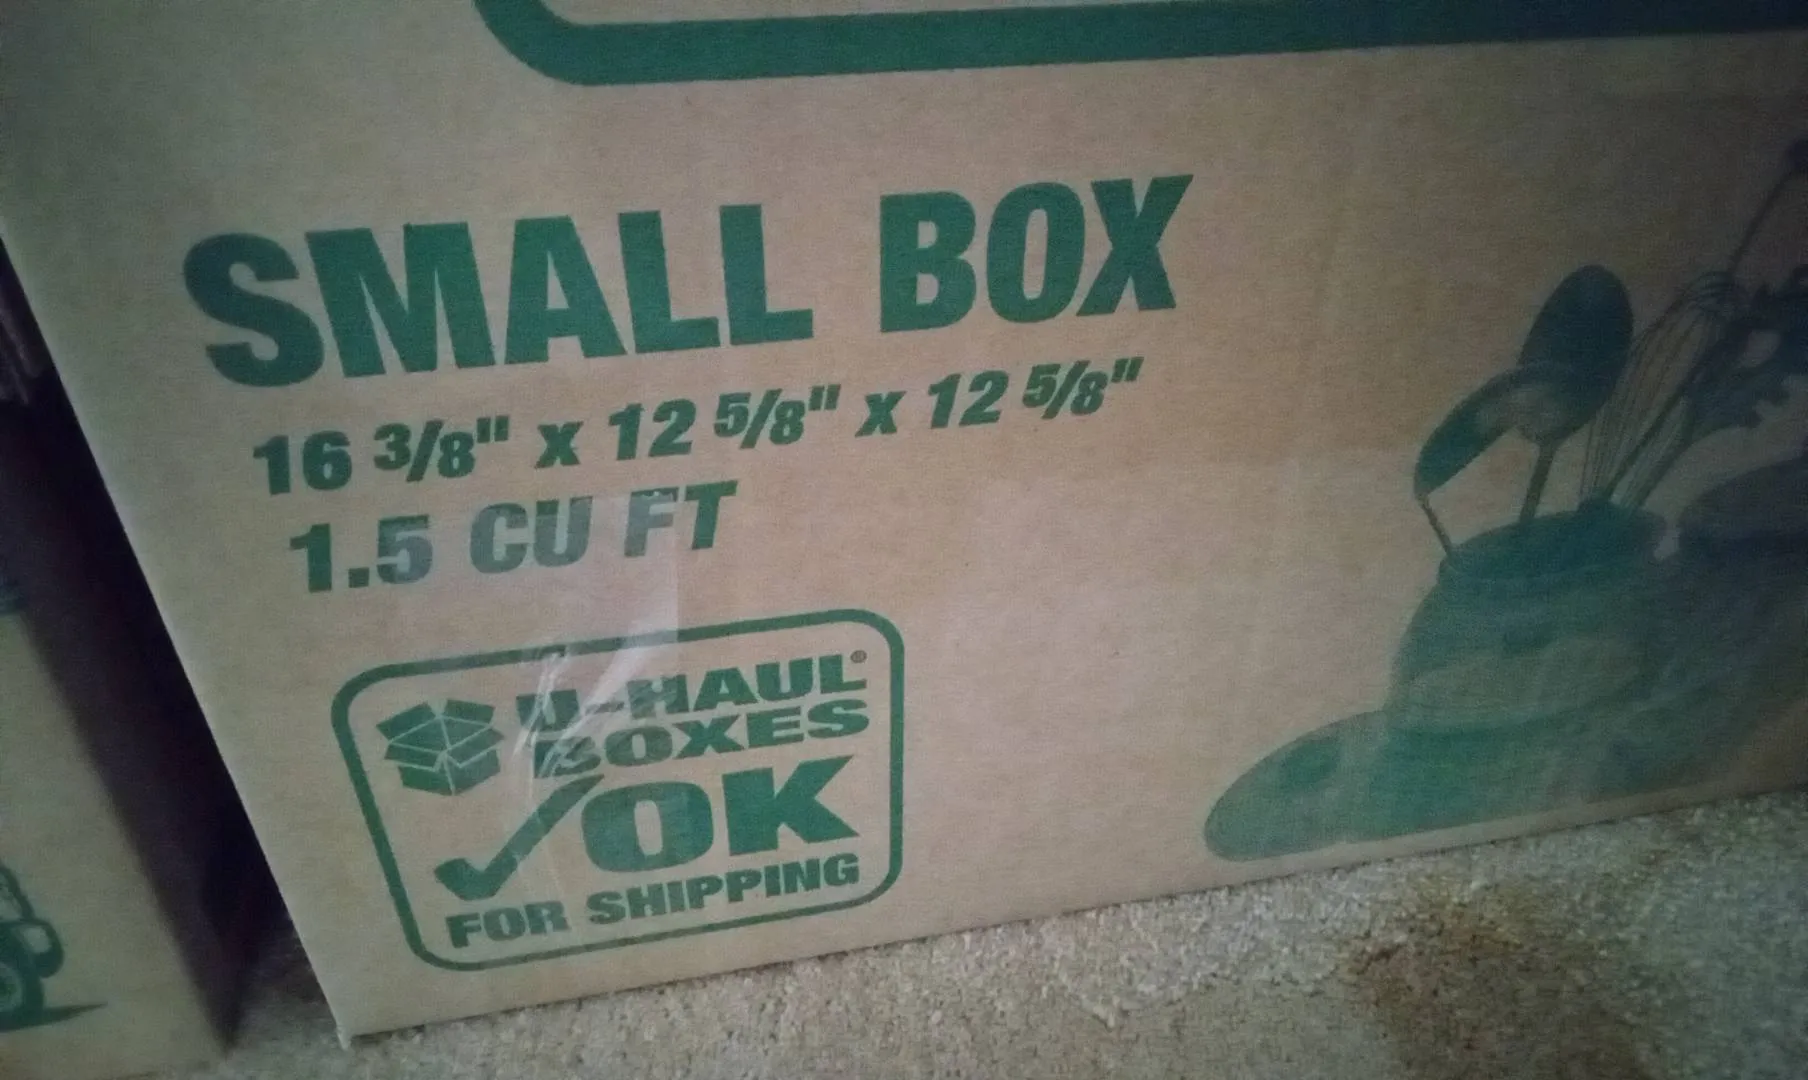 SMALL BOX
16 3/8" x 12 5/8" x 12 5/8"
1.5 CU FT
U-HAUL®
BOXES
OK
FOR SHIPPING